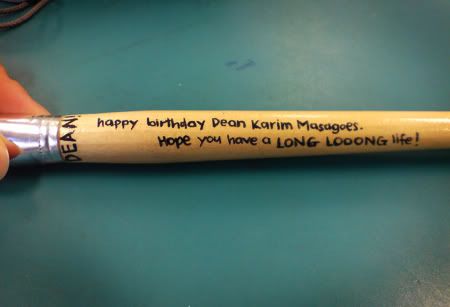 DEAN
happy birthday Dean Karim Masagoes.
Hope you have a LONG LOOONG life!